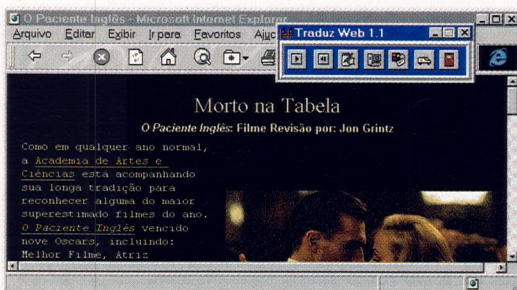 O Paciente Inglês - Microsoft Internet Explorer
Arquivo Editar Exibir Ir para Favoritos
Traduz Web 1.1
Morto na Tabela
O Paciente Inglês: Filme Revisão por: Jon Grintz
Como em qualquer ano normal,
a Academia de Artes e
Ciências está acompanhando
sua longa tradição para
reconhecer alguma do maior
superestimado filmes do ano.
O Paciente Inglês vencido
nove Oscars, incluindo:
Melhor Filme, Atriz